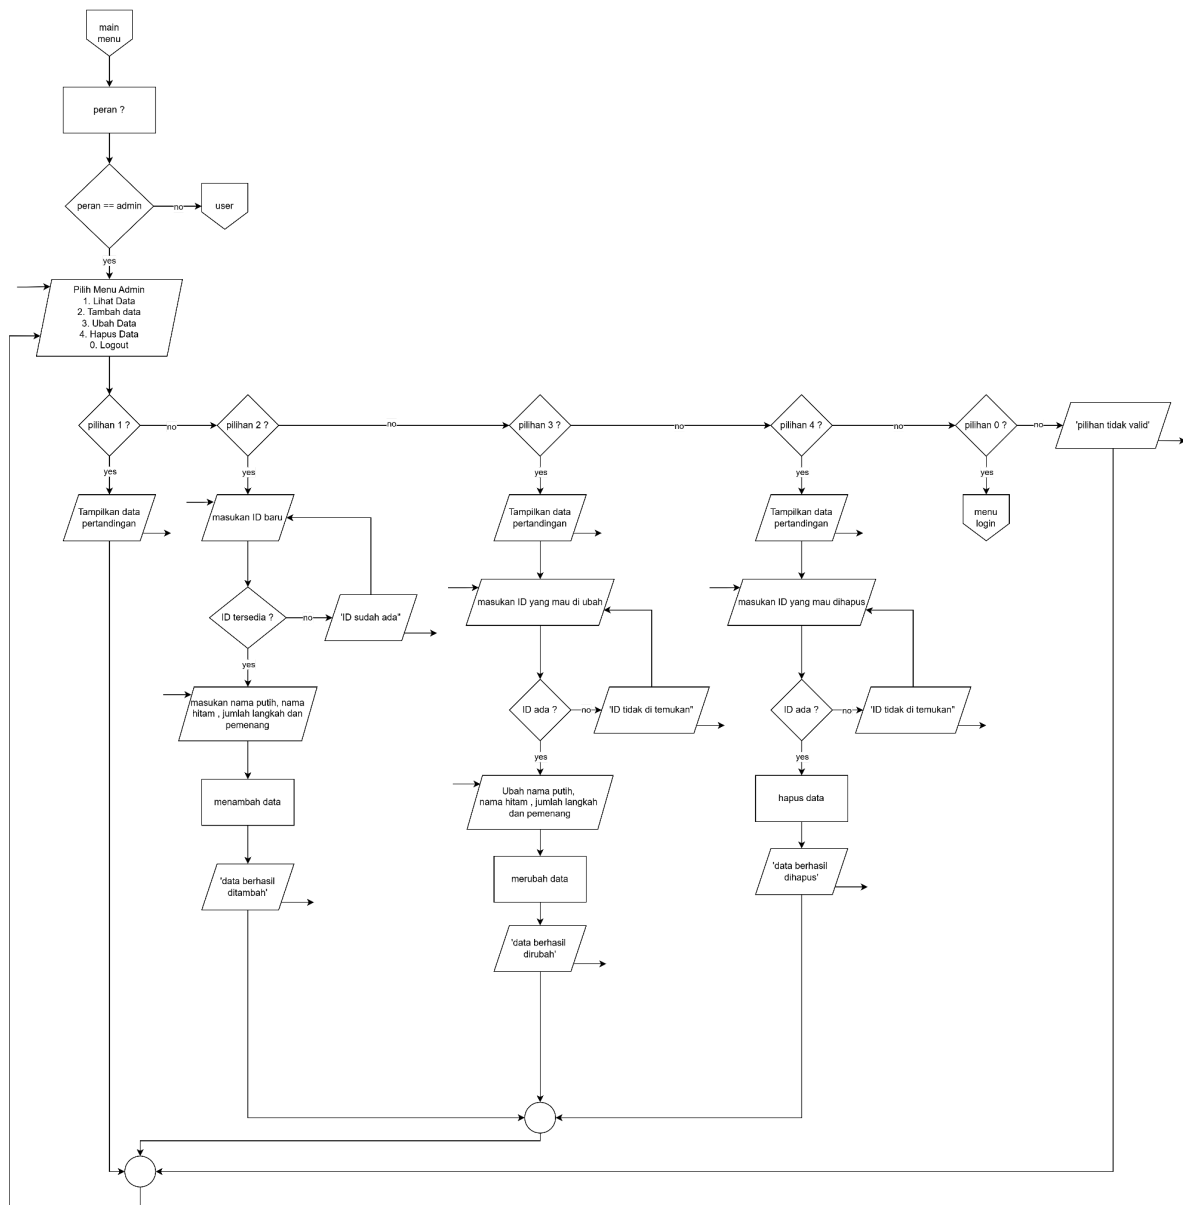 main
menu
peran ?
peran == admin
no
user
yes
Pilih Menu Admin
1. Lihat Data
2. Tambah data
3. Ubah Data
4. Hapus Data
0. Logout
pilihan 1 ?
no
pilihan 2 ?
no
pilihan 3 ?
no
pilihan 4 ?
no
pilihan 0 ?
no
'pilihan tidak valid'
yes
yes
yes
yes
yes
Tampilkan data
pertandingan
masukan ID baru
Tampilkan data
pertandingan
Tampilkan data
pertandingan
menu
login
ID tersedia ?
no
'ID sudah ada"
masukan ID yang mau di ubah
masukan ID yang mau dihapus
yes
masukan nama putih, nama
hitam , jumlah langkah dan
pemenang
ID ada ?
no
'ID tidak di temukan"
ID ada ?
no
'ID tidak di temukan"
yes
yes
menambah data
Ubah nama putih,
nama hitam , jumlah langkah
dan pemenang
hapus data
'data berhasil
ditambah'
merubah data
'data berhasil
dihapus'
'data berhasil
dirubah'